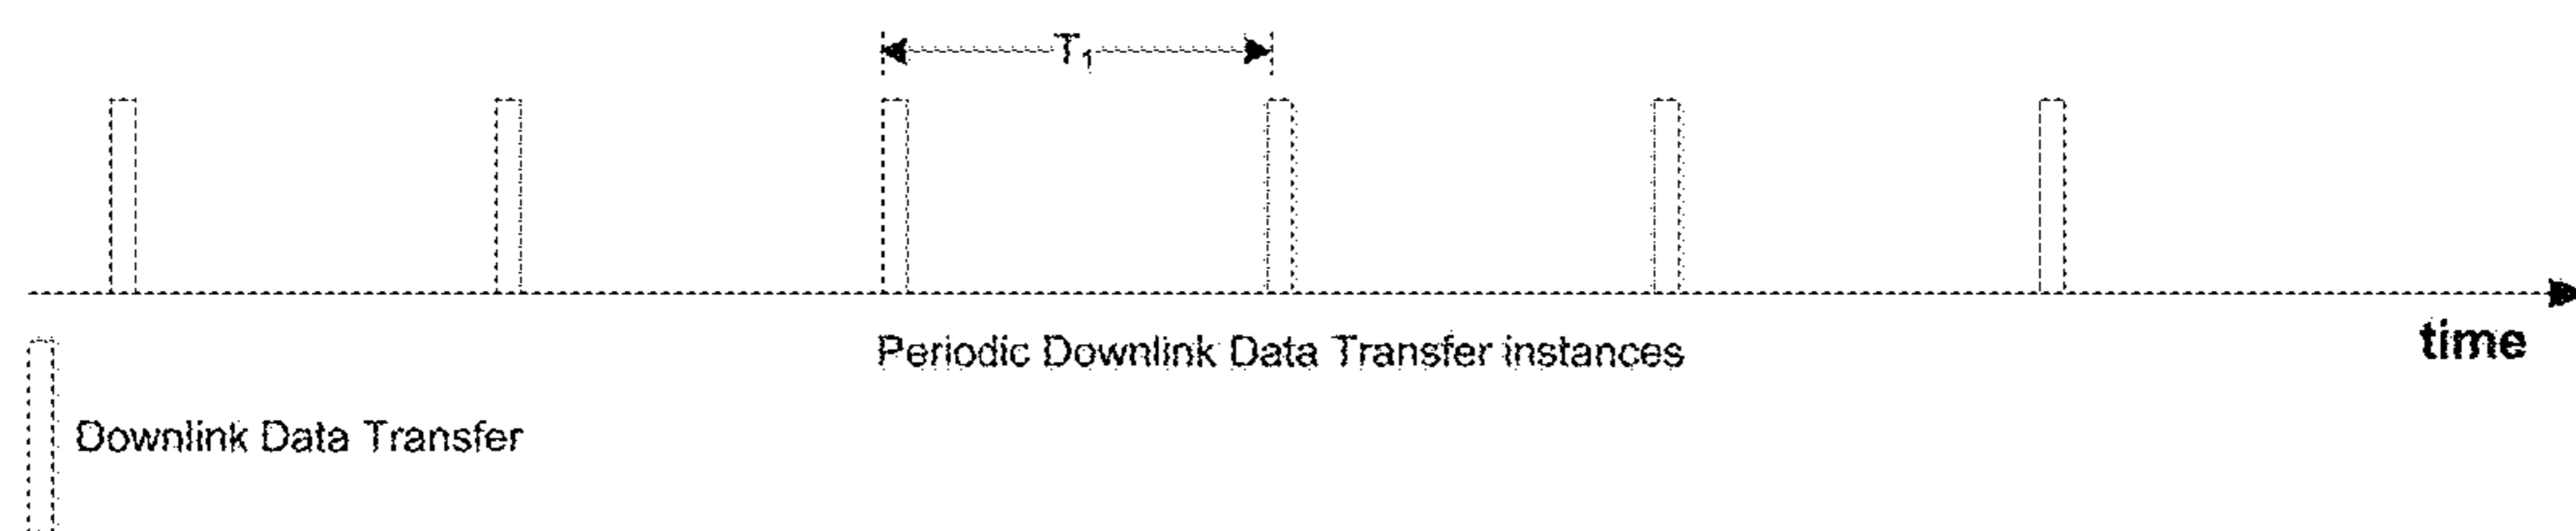 T₁
Periodic Downlink Data Transfer instances
time
Downlink Data Transfer